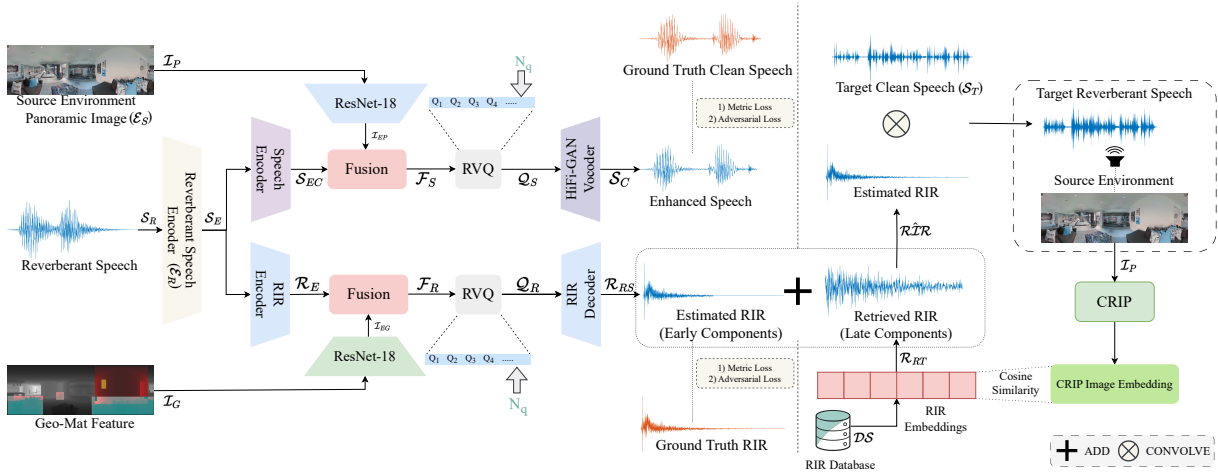 I_P
Source Environment
Panoramic Image (ℰ_S)
ResNet-18
I_EP
N_q
Q₁ Q₂ Q₃ Q₄ .....
Speech
Encoder
S_EC
Fusion
F_S
RVQ
Q_S
HiFi-GAN
Vocoder
S_C
Reverberant Speech
S_R
Reverberant Speech
Encoder
(ℰ_R)
S_E
RIR
Encoder
R_E
Fusion
F_R
RVQ
Q_R
RIR
Decoder
R_RS
I_EG
ResNet-18
Q₁ Q₂ Q₃ Q₄ .....
N_q
I_G
Geo-Mat Feature
Ground Truth Clean Speech
1) Metric Loss
2) Adversarial Loss
Enhanced Speech
Estimated RIR
(Early Components)
1) Metric Loss
2) Adversarial Loss
Ground Truth RIR
Target Clean Speech (S_T)
Estimated RIR
RÎR
Retrieved RIR
(Late Components)
R_RT
RIR
Embeddings
DS
RIR Database
Cosine
Similarity
Target Reverberant Speech
Source Environment
I_P
CRIP
CRIP Image Embedding
ADD
CONVOLVE